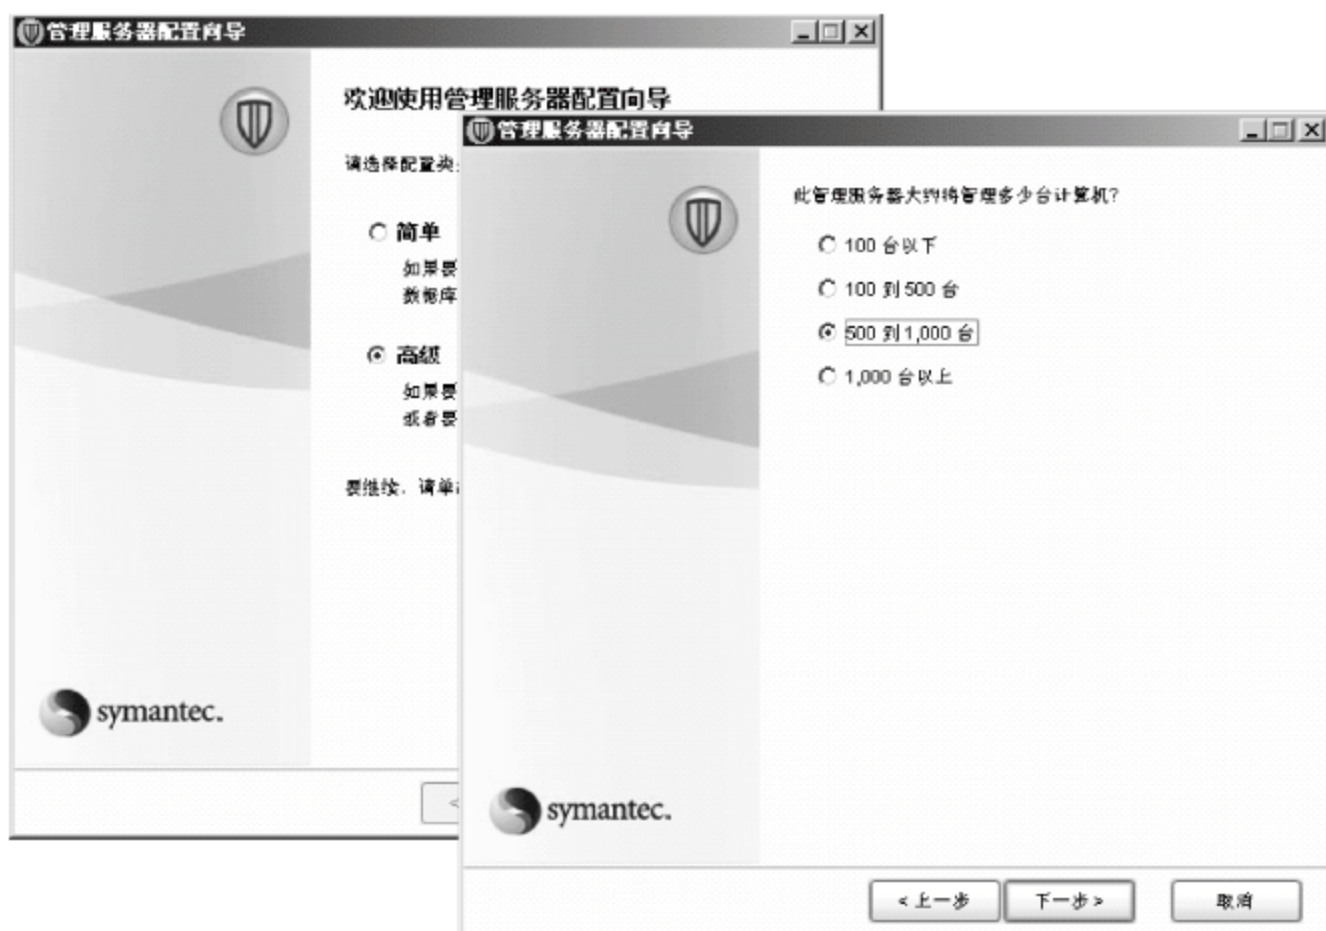 管理服务器配置向导
欢迎使用管理服务器配置向导
请选择配置类
简单
如果要
数据库
高级
如果要
或者要
要继续，请单
symantec.
<
管理服务器配置向导
此管理服务器大约将管理多少台计算机?
100 台以下
100 到 500 台
500 到 1,000 台
1,000 台以上
symantec.
< 上一步
下一步 >
取消